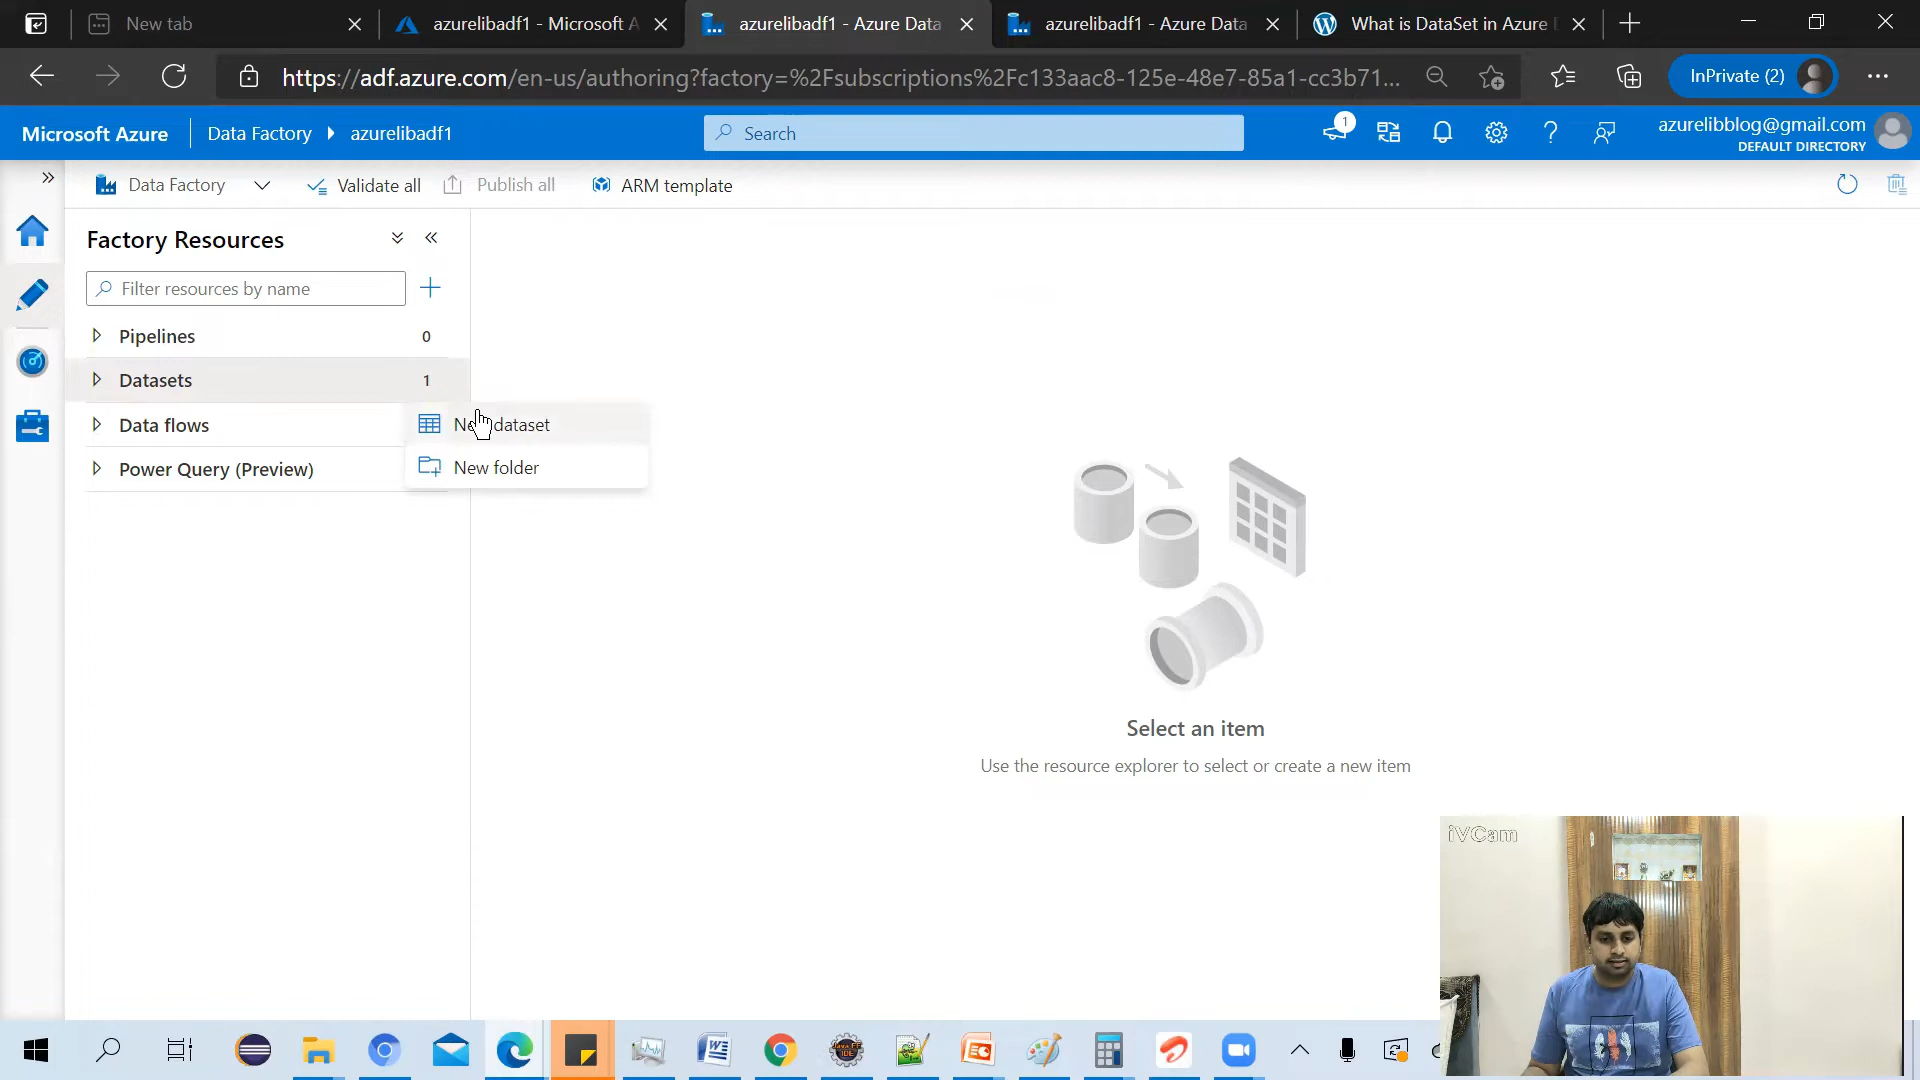 New tab
azurelibadf1 - Microsoft A
azurelibadf1 - Azure Data
azurelibadf1 - Azure Data
What is DataSet in Azure
https://adf.azure.com/en-us/authoring?factory=%2Fsubscriptions%2Fc133aac8-125e-48e7-85a1-cc3b71...
InPrivate (2)
Microsoft Azure
Data Factory
azurelibadf1
Search
1
azurelibblog@gmail.com
DEFAULT DIRECTORY
Data Factory
Validate all
Publish all
ARM template
Factory Resources
Filter resources by name
Pipelines 0
Datasets 1
Data flows
dataset
New folder
Power Query (Preview)
Select an item
Use the resource explorer to select or create a new item
iVCam